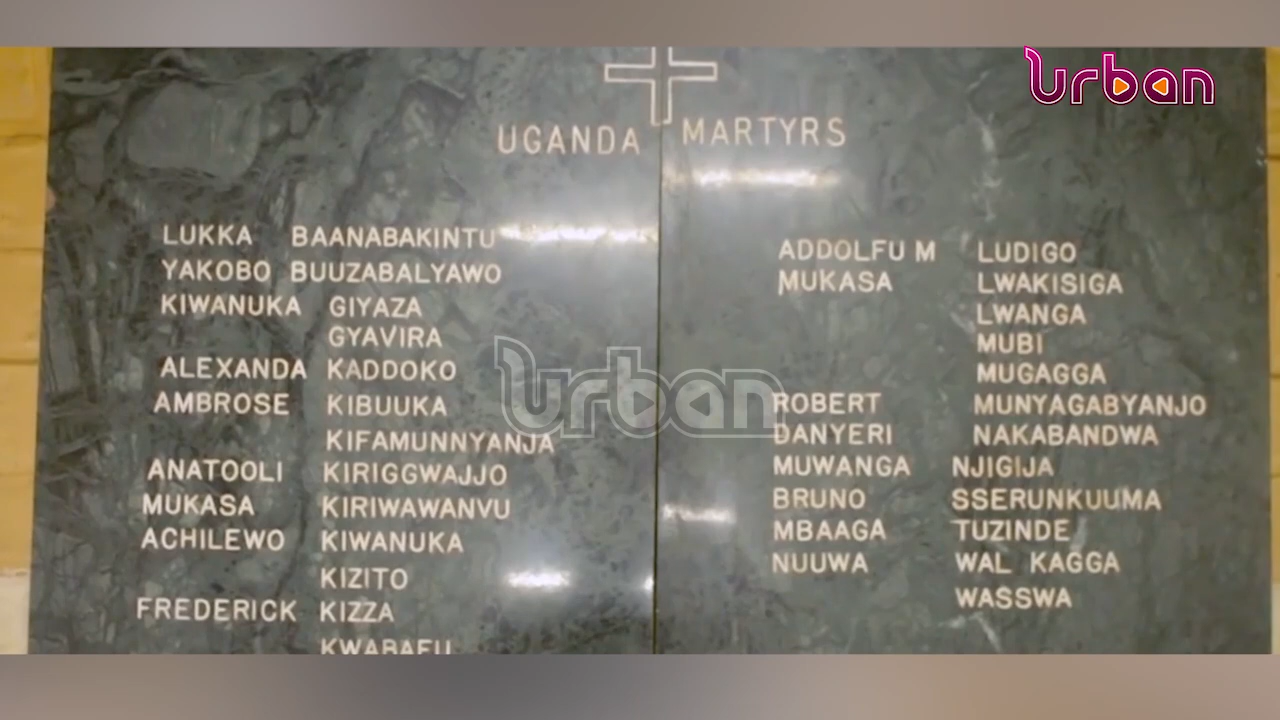 Urban
UGANDA MARTYRS
LUKKA BAANABAKINTU
YAKOBO BUUZABALYAWO
KIWANUKA GIYAZA
GYAVIRA
ALEXANDA KADDOKO
AMBROSE KIBUUKA
KIFAMUNNYANJA
ANATOOLI KIRIGGWAJJO
MUKASA KIRIWAWANVU
ACHILEWO KIWANUKA
KIZITO
FREDERICK KIZZA
KWABAFU
ADDOLFU M LUDIGO
MUKASA LWAKISIGA
LWANGA
MUBI
MUGAGGA
ROBERT MUNYAGABYANJO
DANYERI NAKABANDWA
MUWANGA NJIGIJA
BRUNO SSERUNKUUMA
MBAAGA TUZINDE
NUUWA WAL KAGGA
WASSWA
urban